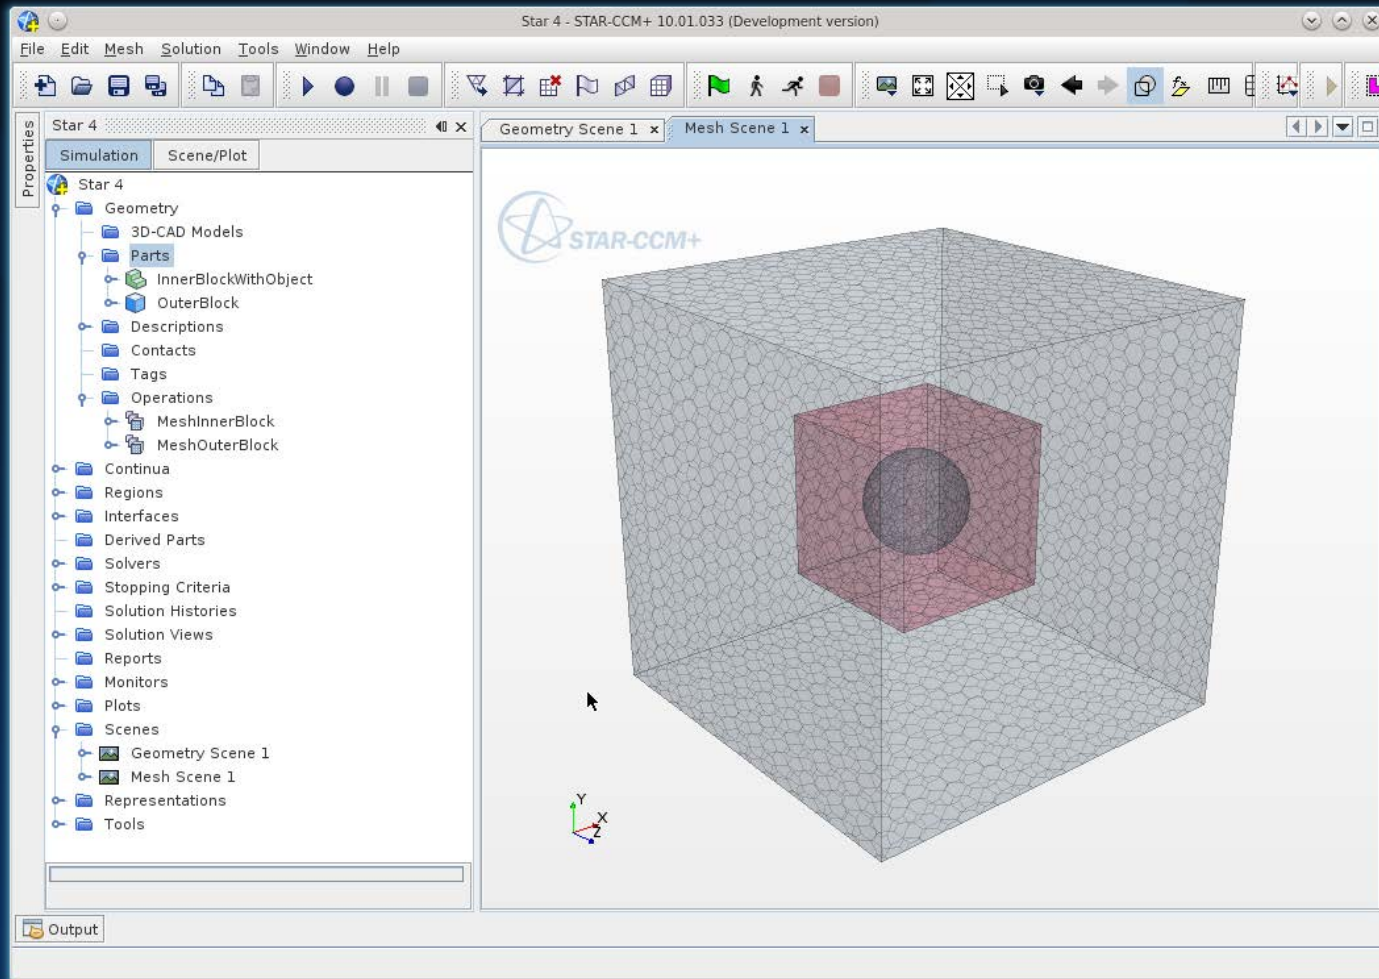 Star 4 - STAR-CCM+ 10.01.033 (Development version)
File Edit Mesh Solution Tools Window Help
Properties
Star 4
Simulation Scene/Plot
Star 4
Geometry
3D-CAD Models
Parts
InnerBlockWithObject
OuterBlock
Descriptions
Contacts
Tags
Operations
MeshInnerBlock
MeshOuterBlock
Continua
Regions
Interfaces
Derived Parts
Solvers
Stopping Criteria
Solution Histories
Solution Views
Reports
Monitors
Plots
Scenes
Geometry Scene 1
Mesh Scene 1
Representations
Tools
Geometry Scene 1 Mesh Scene 1
STAR-CCM+
Y
X
Z
Output